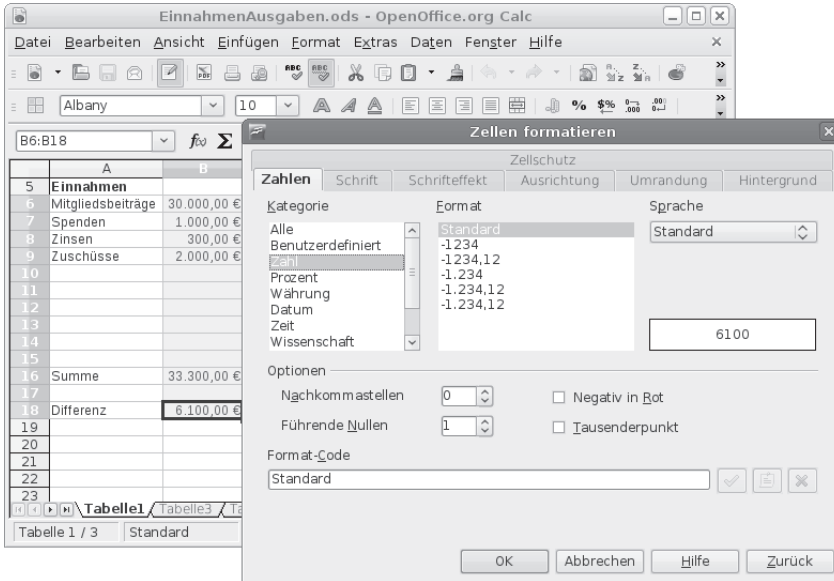 EinnahmenAusgaben.ods - OpenOffice.org Calc
Datei Bearbeiten Ansicht Einfügen Format Extras Daten Fenster Hilfe
Albany 10
B6:B18
A B
5 Einnahmen
6 Mitgliedsbeiträge 30.000,00 €
7 Spenden 1.000,00 €
8 Zinsen 300,00 €
9 Zuschüsse 2.000,00 €
10
11
12
13
14
15
16 Summe 33.300,00 €
17
18 Differenz 6.100,00 €
19
20
21
22
23
Tabelle1 Tabelle3
Tabelle 1 / 3 Standard
Zellen formatieren
Zellschutz
Zahlen Schrift Schrifteffekt Ausrichtung Umrandung Hintergrund
Kategorie Format Sprache
Alle Standard Standard
Benutzerdefiniert -1234
Zahl -1234,12
Prozent -1.234
Währung -1.234,12
Datum -1.234,12
Zeit
Wissenschaft 6100
Optionen
Nachkommastellen 0 Negativ in Rot
Führende Nullen 1 Tausenderpunkt
Format-Code
Standard
OK Abbrechen Hilfe Zurück